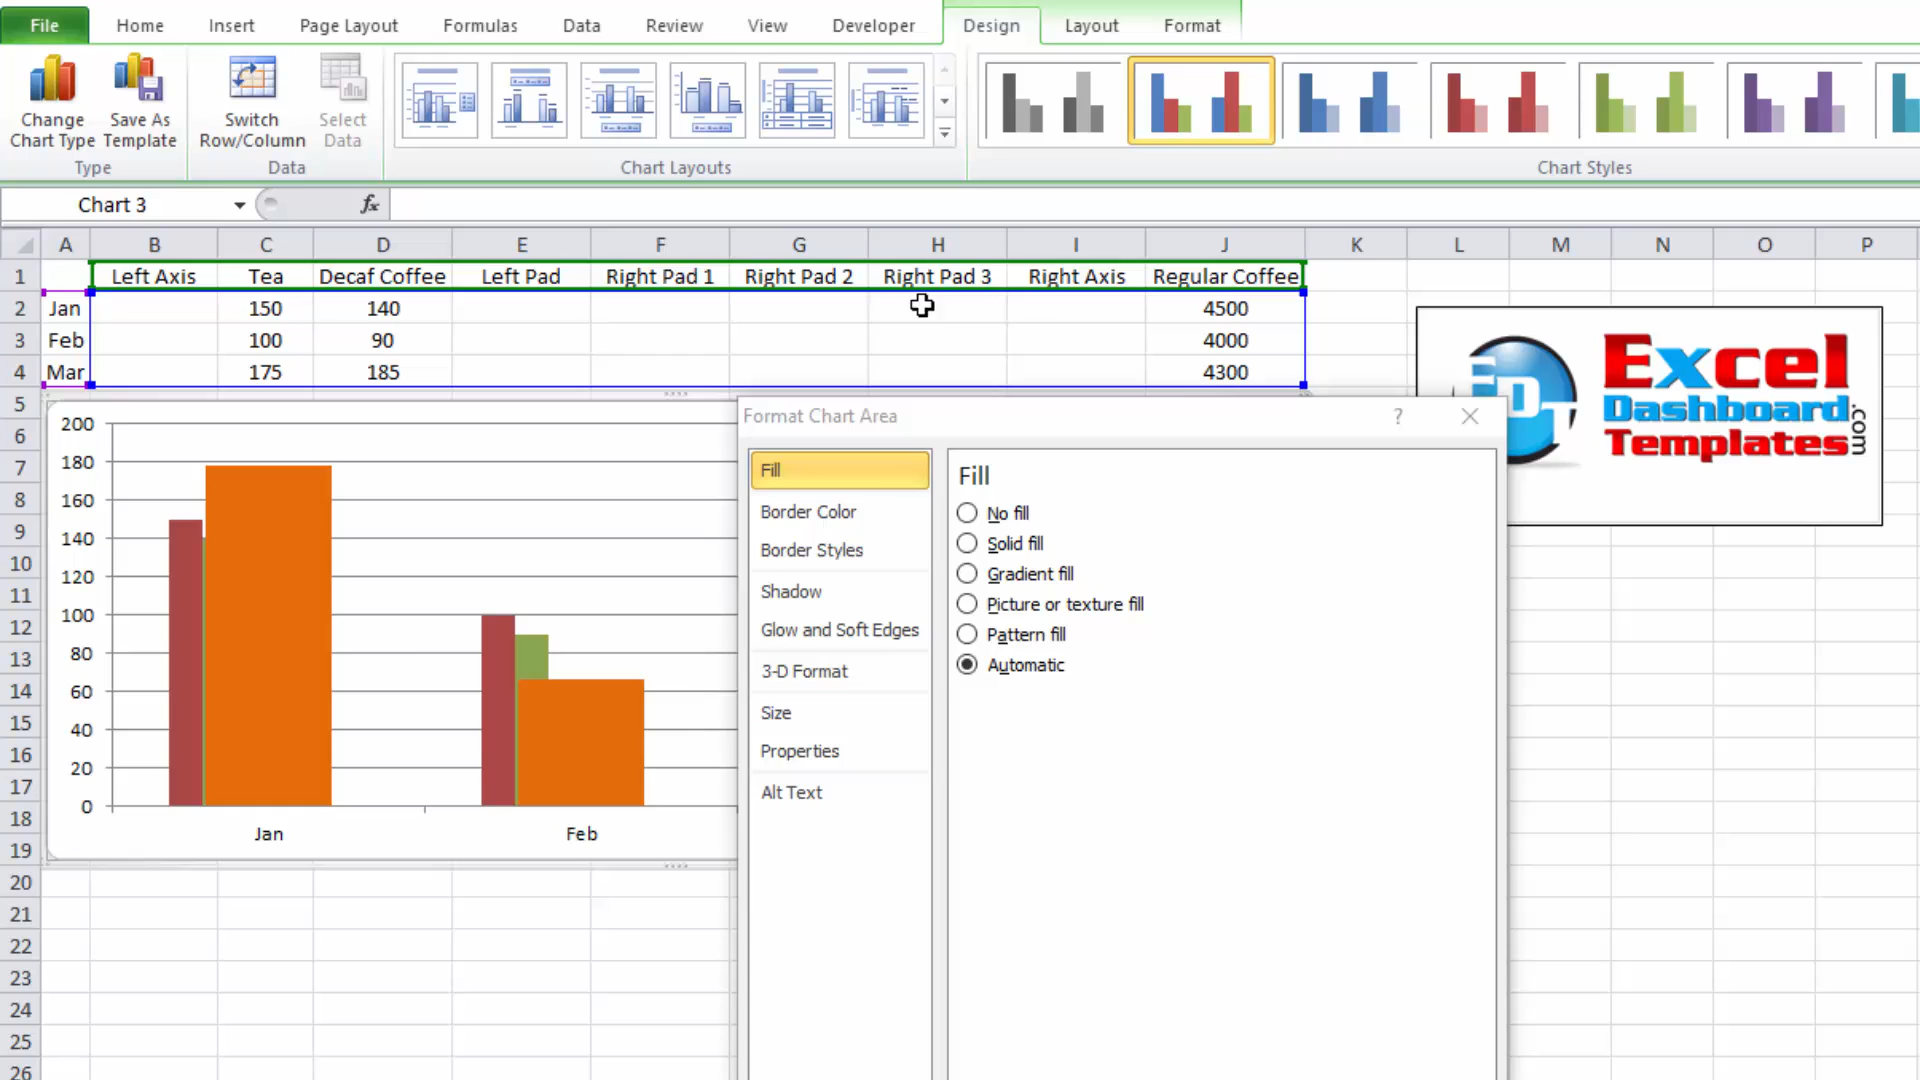 File Home Insert Page Layout Formulas Data Review View Developer Design Layout Format
Change Chart Type
Save As Template
Switch Row/Column
Select Data
Type Data Chart Layouts Chart Styles
Chart 3 fx
A B C D E F G H I J K L M N O P
1 Left Axis Tea Decaf Coffee Left Pad Right Pad 1 Right Pad 2 Right Pad 3 Right Axis Regular Coffee
2 Jan 150 140 4500
3 Feb 100 90 4000
4 Mar 175 185 4300
5
6
7
8
9
10
11
12
13
14
15
16
17
18
19
20
21
22
23
24
25
26
200
180
160
140
120
100
80
60
40
20
0
Jan Feb
Format Chart Area ?
Fill
Border Color
Border Styles
Shadow
Glow and Soft Edges
3-D Format
Size
Properties
Alt Text
Fill
No fill
Solid fill
Gradient fill
Picture or texture fill
Pattern fill
Automatic
Excel
Dashboard
Templates
.com